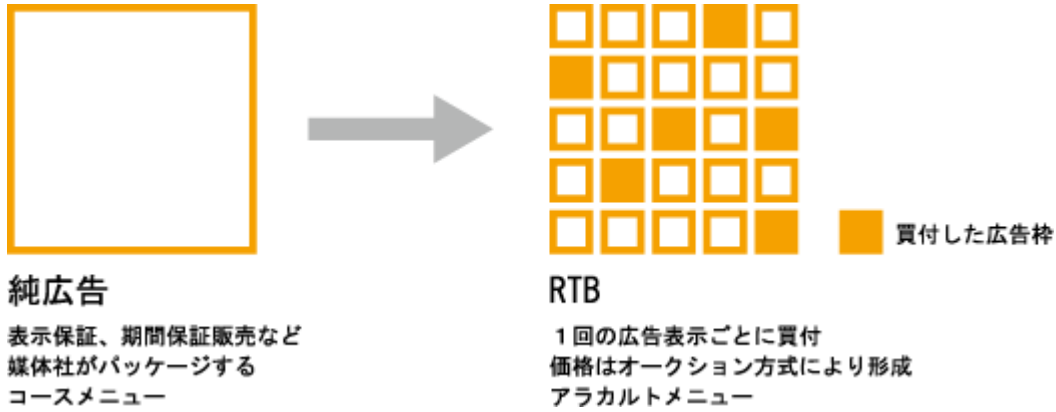 買付した広告枠
純広告
表示保証、期間保証販売など
媒体社がパッケージする
コースメニュー
RTB
１回の広告表示ごとに買付
価格はオークション方式により形成
アラカルトメニュー